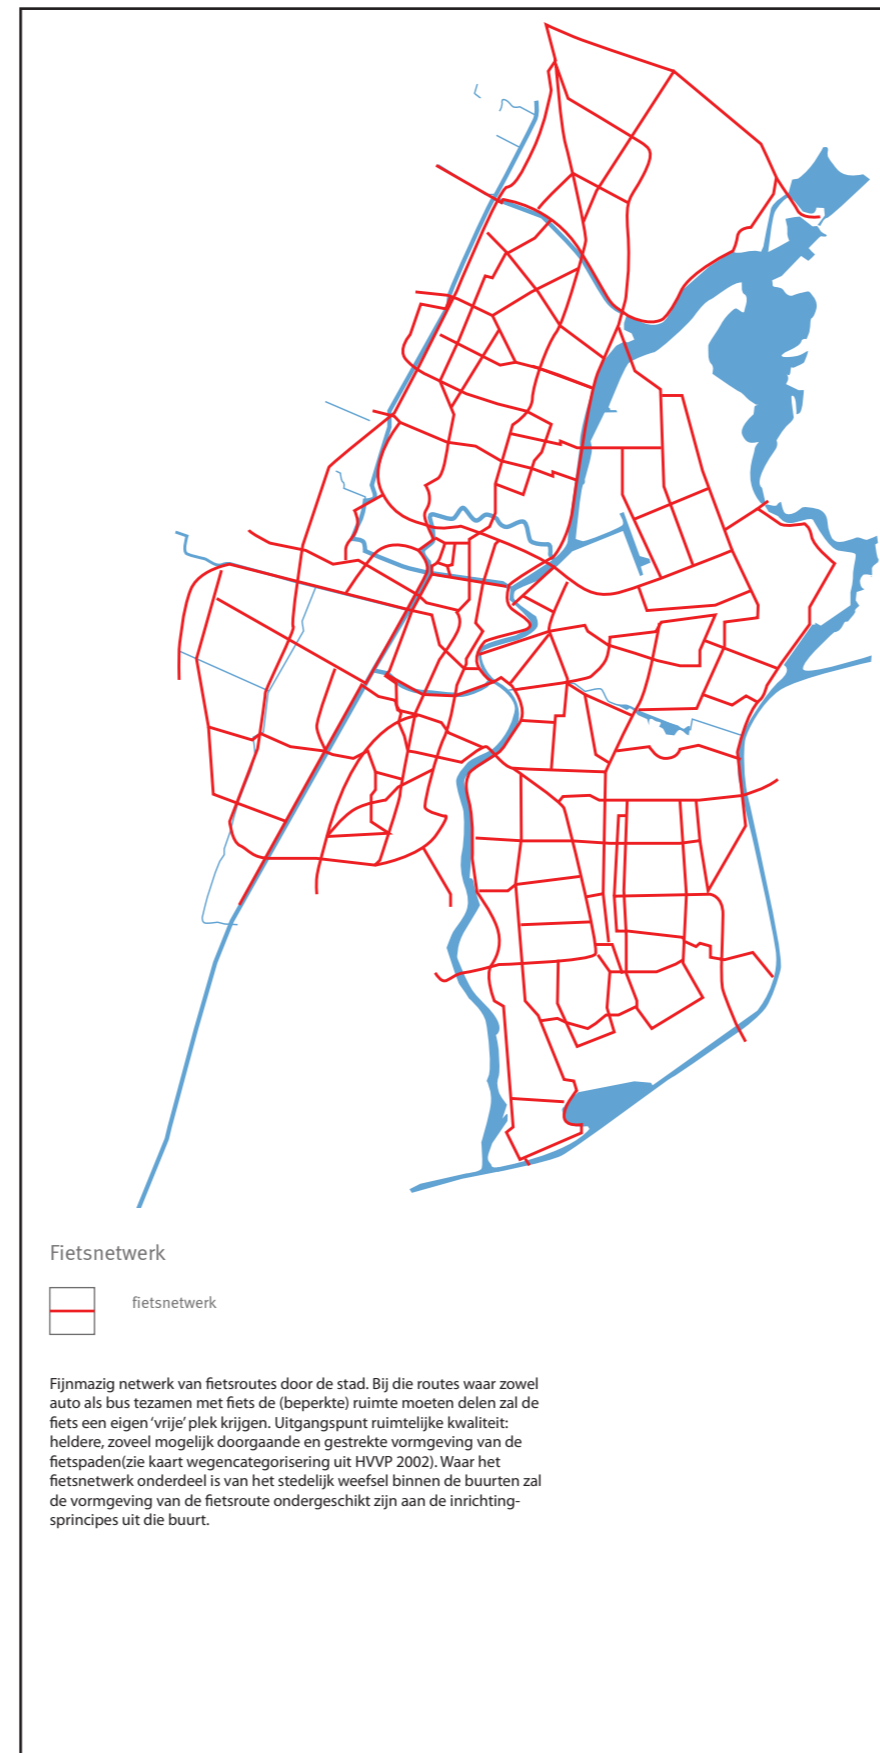 Fietsnetwerk
fietsnetwerk
Fijnmazig netwerk van fietsroutes door de stad. Bij die routes waar zowel
auto als bus tezamen met fiets de (beperkte) ruimte moeten delen zal de
fiets een eigen ‘vrije’ plek krijgen. Uitgangspunt ruimtelijke kwaliteit:
heldere, zoveel mogelijk doorgaande en gestrekte vormgeving van de
fietspaden(zie kaart wegencategorisering uit HVVP 2002). Waar het
fietsnetwerk onderdeel is van het stedelijk weefsel binnen de buurten zal
de vormgeving van de fietsroute ondergeschikt zijn aan de inrichting-
sprincipes uit die buurt.